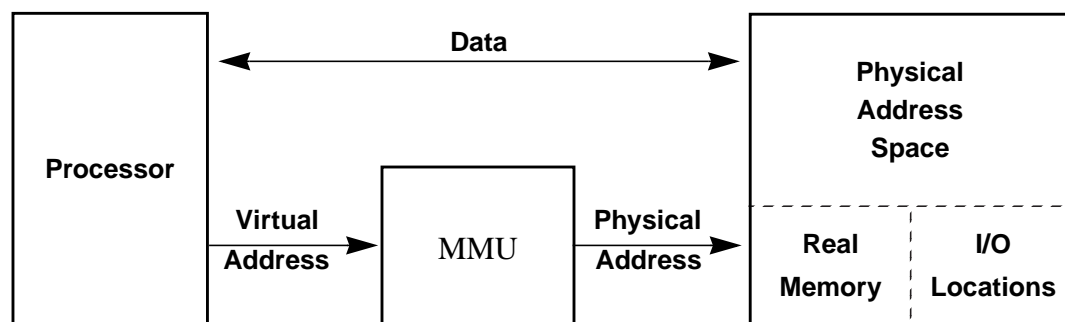 Data
Physical
Address
Space
Processor
Virtual
Address
MMU
Physical
Address
Real
Memory
I/O
Locations